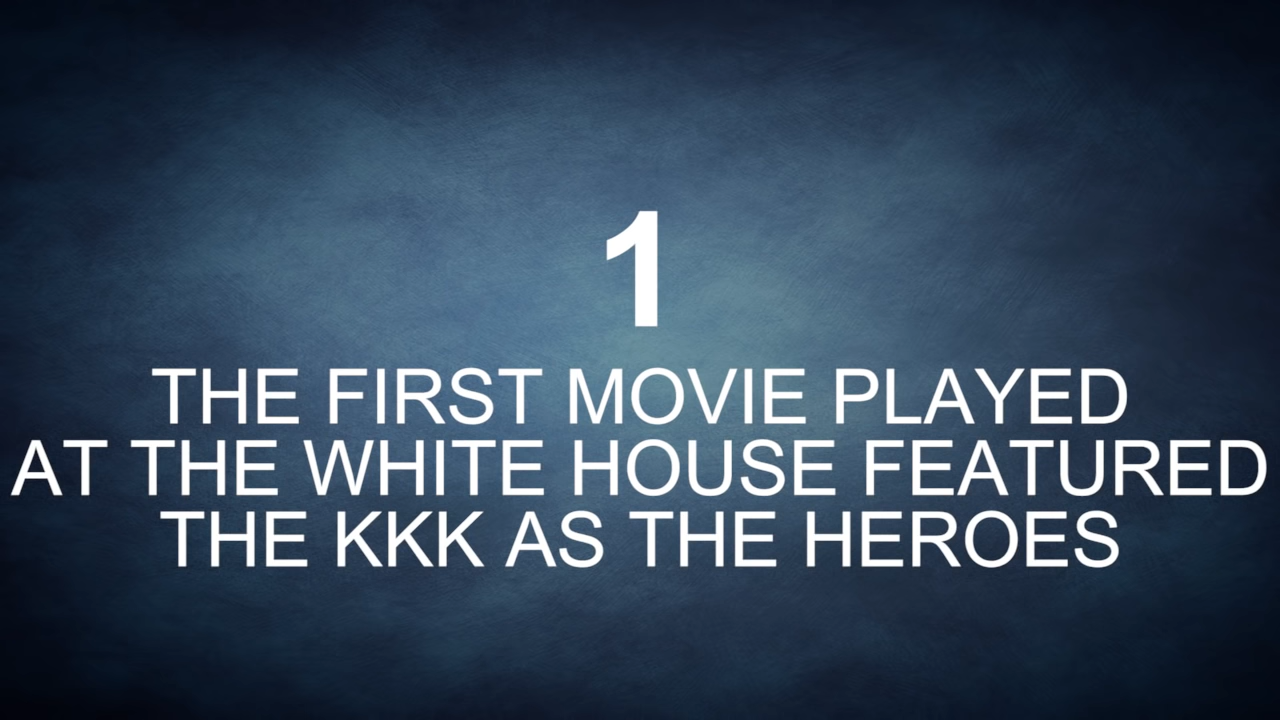 1
THE FIRST MOVIE PLAYED
AT THE WHITE HOUSE FEATURED
THE KKK AS THE HEROES